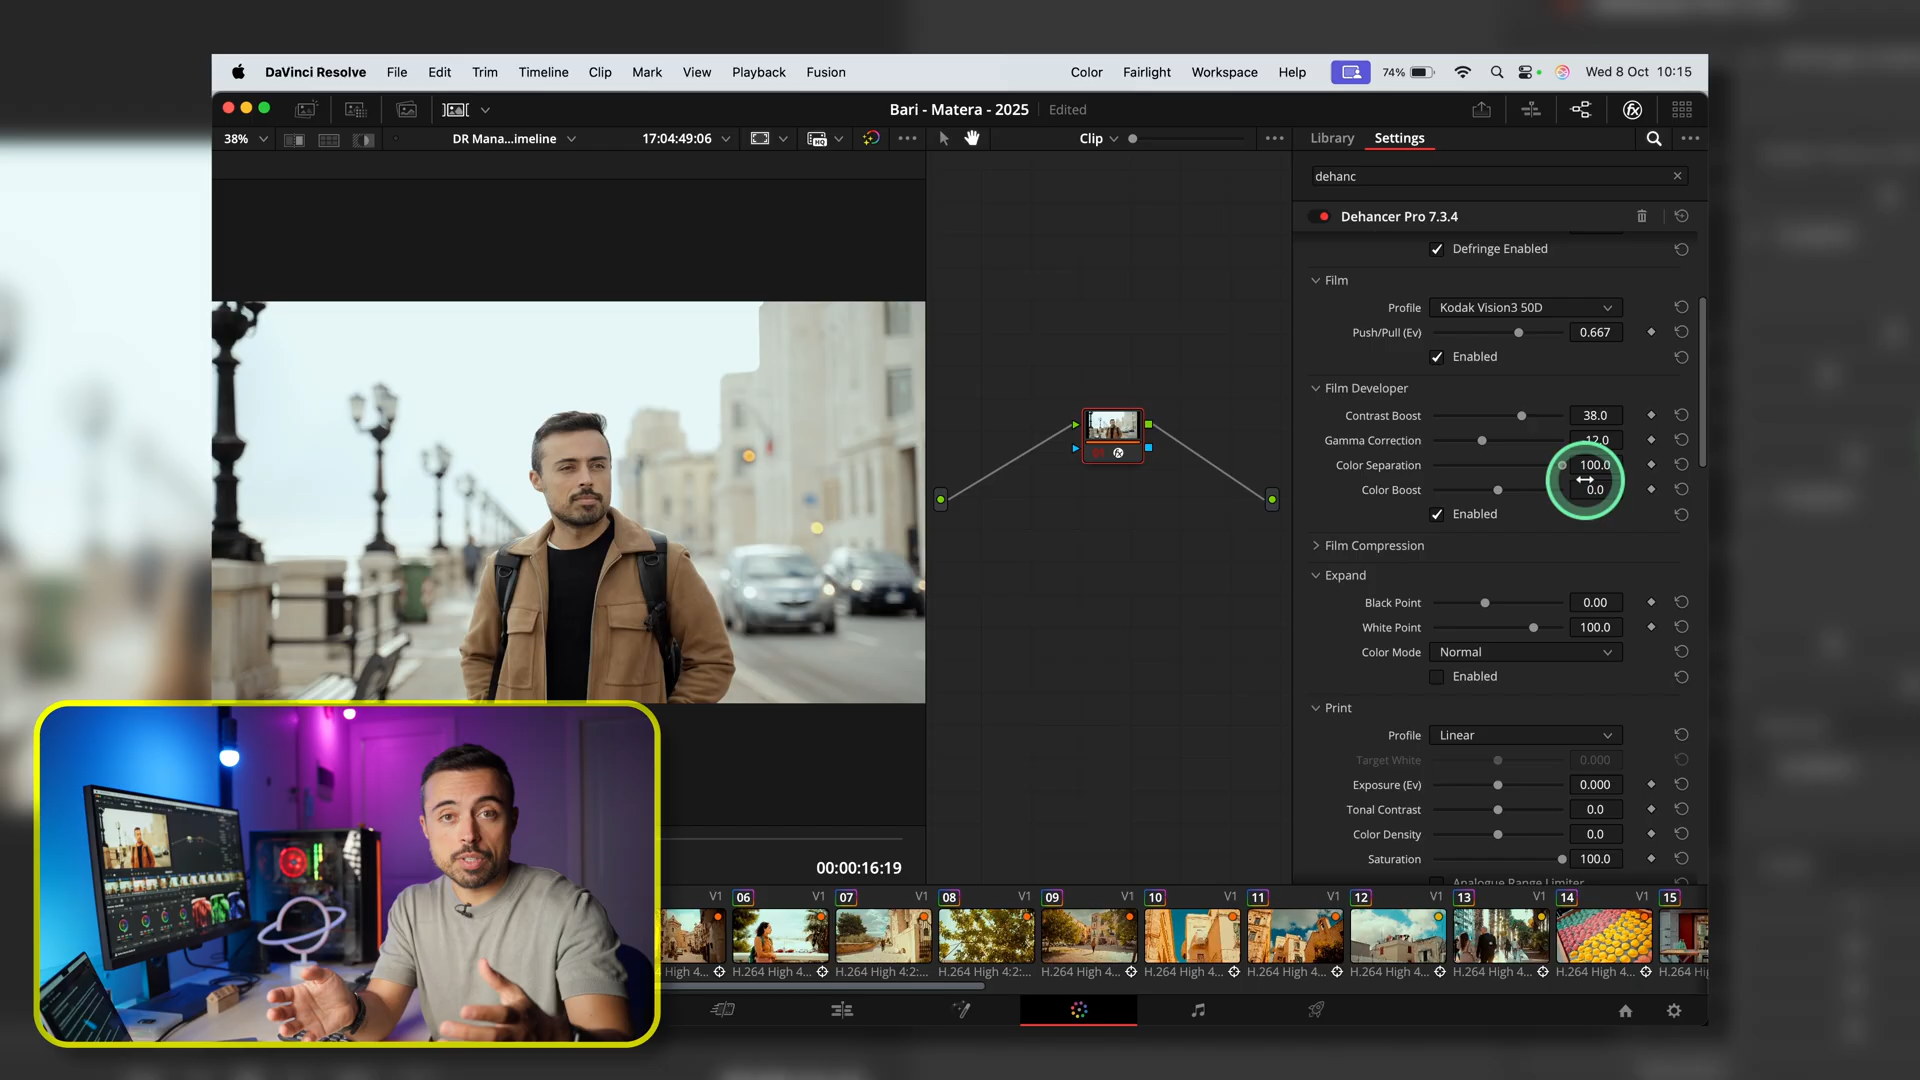 DaVinci Resolve File Edit Trim Timeline Clip Mark View Playback Fusion Color Fairlight Workspace Help 74% Wed 8 Oct 10:15
Bari - Matera - 2025 Edited
38% DR Mana...imeline 17:04:49:06 HQ Clip Library Settings
dehanc
Dehancer Pro 7.3.4
Defringe Enabled
Film
Profile Kodak Vision3 50D
Push/Pull (Ev) 0.667
Enabled
Film Developer
Contrast Boost 38.0
Gamma Correction 12.0
Color Separation 100.0
Color Boost 0.0
Enabled
Film Compression
Expand
Black Point 0.00
White Point 100.0
Color Mode Normal
Enabled
Print
Profile Linear
Target White 0.000
Exposure (Ev) 0.000
Tonal Contrast 0.0
Color Density 0.0
Saturation 100.0
Analogue Range Limiter
00:00:16:19
V1 06 V1 07 V1 08 V1 09 V1 10 V1 11 V1 12 V1 13 V1 14 V1 15
High 4... H.264 High 4... H.264 High 4:2:... H.264 High 4:2:... H.264 High 4... H.264 High 4... H.264 High 4... H.264 High 4... H.264 High 4... H.264 High 4... H.264 High